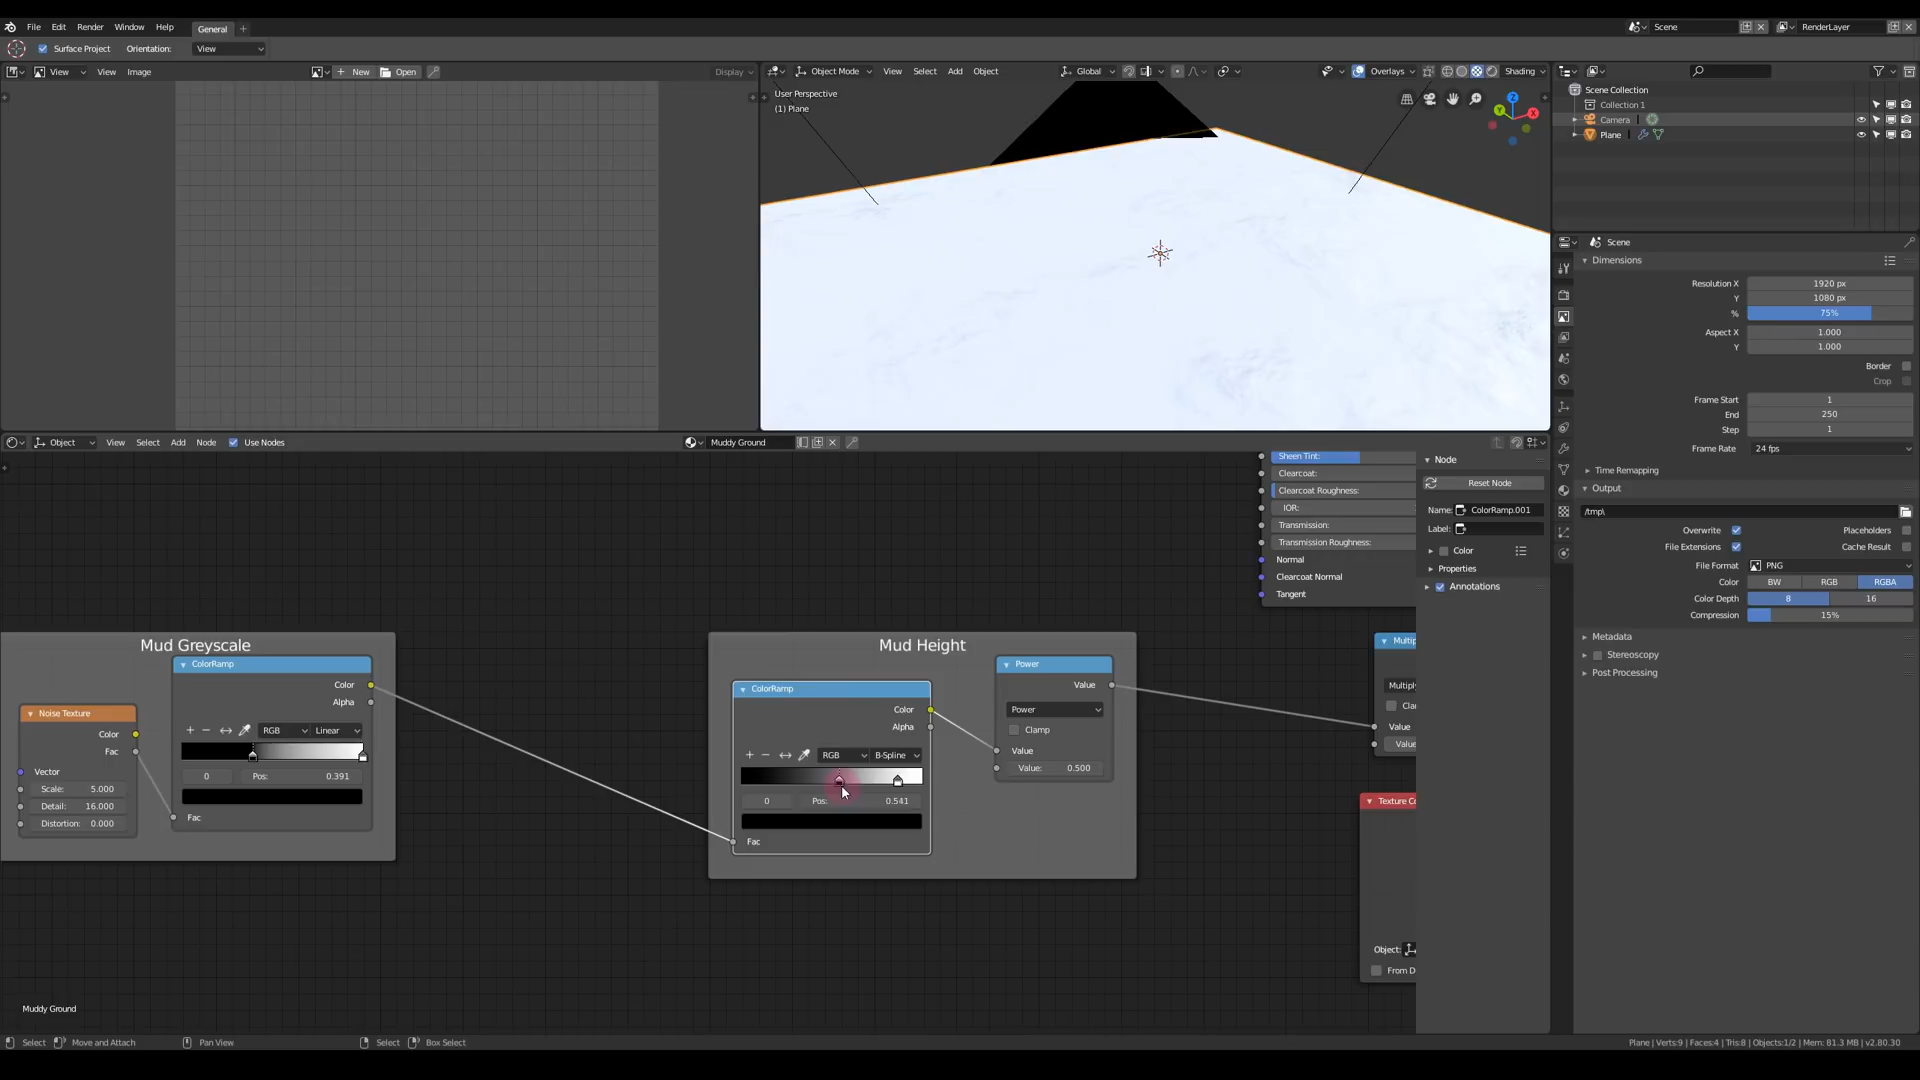 File Edit Render Window Help General Scene RenderLayer
Surface Project Orientation: View
View View Image New Open Display
Object Mode View Select Add Object Global Overlays Shading
User Perspective
(1) Plane
Scene Collection
Collection 1
Camera
Plane
Scene
Dimensions
Resolution X 1920 px
Y 1080 px
% 75%
Aspect X 1.000
Y 1.000
Border
Crop
Frame Start 1
End 250
Step 1
Frame Rate 24 fps
Time Remapping
Output
/tmp\
Overwrite Placeholders
File Extensions Cache Result
File Format PNG
Color BW RGB RGBA
Color Depth 8 16
Compression 15%
Metadata
Stereoscopy
Post Processing
Object View Select Add Node Use Nodes Muddy Ground
Sheen Tint:
Clearcoat:
Clearcoat Roughness:
IOR:
Transmission:
Transmission Roughness:
Normal
Clearcoat Normal
Tangent
Node
Reset Node
Name: ColorRamp.001
Label:
Color
Properties
Annotations
Mud Greyscale
ColorRamp
Color
Alpha
RGB Linear
0 Pos: 0.391
Fac
Noise Texture
Color
Fac
Vector
Scale: 5.000
Detail: 16.000
Distortion: 0.000
Mud Height
ColorRamp
Color
Alpha
RGB B-Spline
0 Pos: 0.541
Fac
Power
Value
Power
Clamp
Value
Value: 0.500
Multip
Multiply
Cla
Value
Value
Texture Co
Object:
From D
Muddy Ground
Select Move and Attach Pan View Select Box Select
Plane | Verts:9 | Faces:4 | Tris:8 | Objects:1/2 | Mem: 81.3 MB | v2.80.30